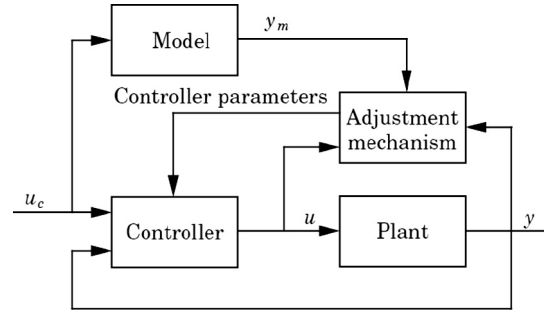 Model
y_m
Controller parameters
Adjustment
mechanism
u_c
Controller
u
Plant
y